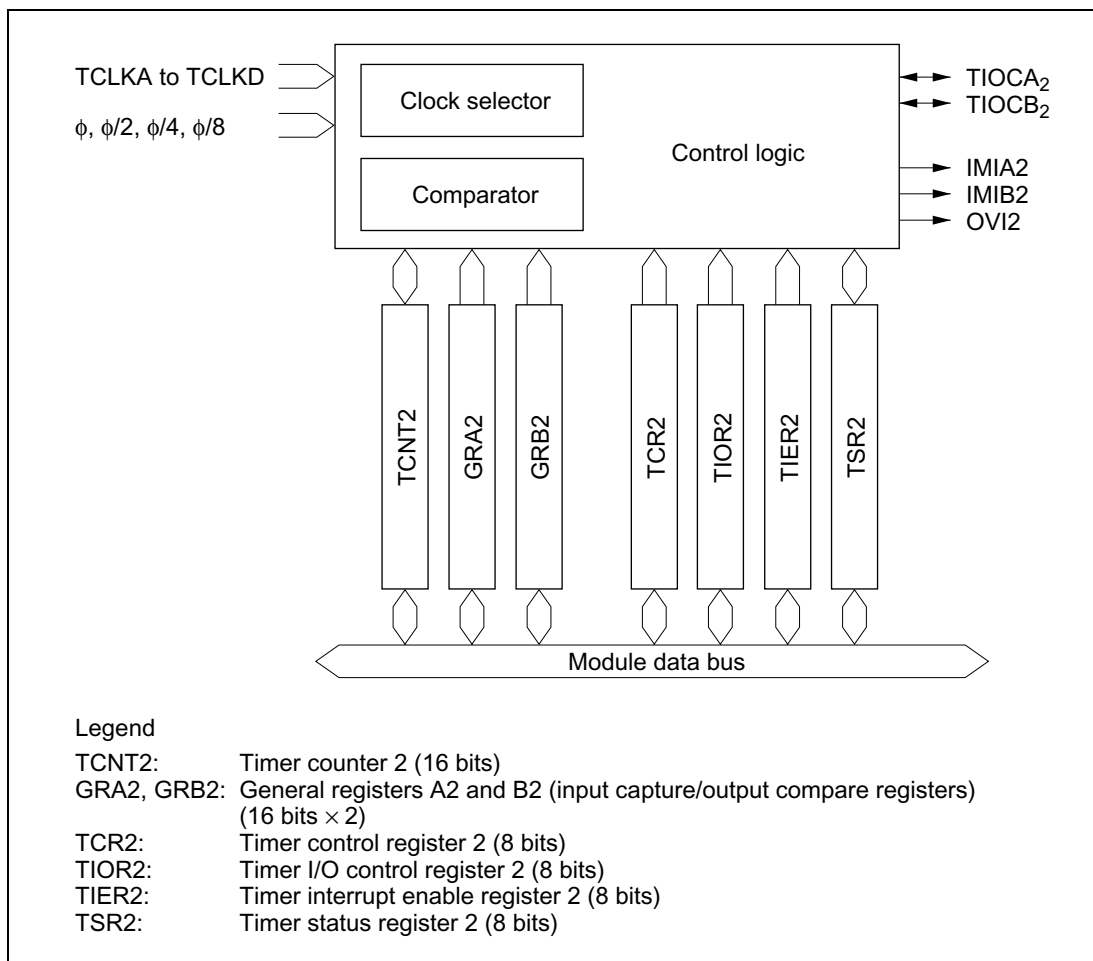 TCLKA to TCLKD
ϕ, ϕ/2, ϕ/4, ϕ/8
Clock selector
Comparator
Control logic
TIOCA₂
TIOCB₂
IMIA2
IMIB2
OVI2
TCNT2
GRA2
GRB2
TCR2
TIOR2
TIER2
TSR2
Module data bus
Legend
TCNT2: Timer counter 2 (16 bits)
GRA2, GRB2: General registers A2 and B2 (input capture/output compare registers)
(16 bits × 2)
TCR2: Timer control register 2 (8 bits)
TIOR2: Timer I/O control register 2 (8 bits)
TIER2: Timer interrupt enable register 2 (8 bits)
TSR2: Timer status register 2 (8 bits)